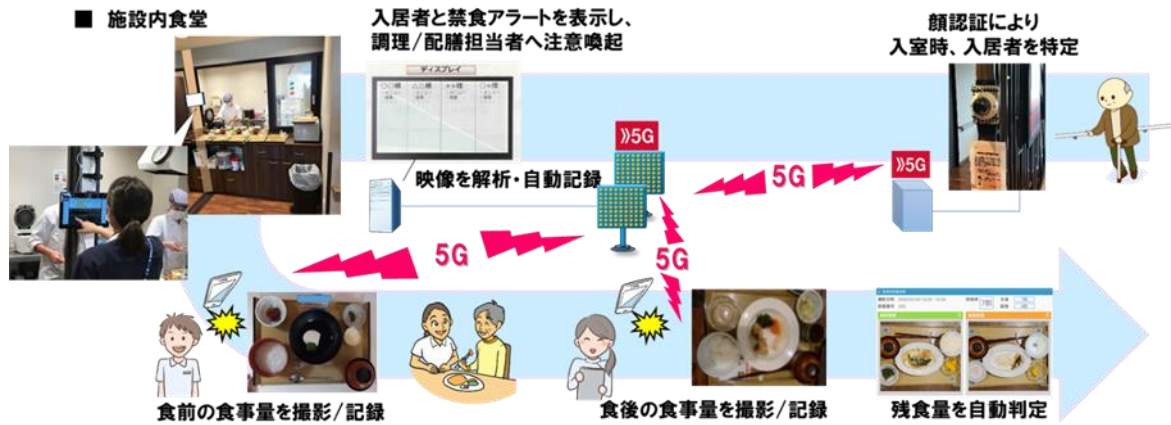 ■ 施設内食堂
入居者と禁食アラートを表示し、
調理/配膳担当者へ注意喚起
顔認証により
入室時、入居者を特定
ディスプレイ
○○様
△△様
映像を解析・自動記録
5G
5G
5G
5G
5G
食前の食事量を撮影/記録
食後の食事量を撮影/記録
残食量を自動判定